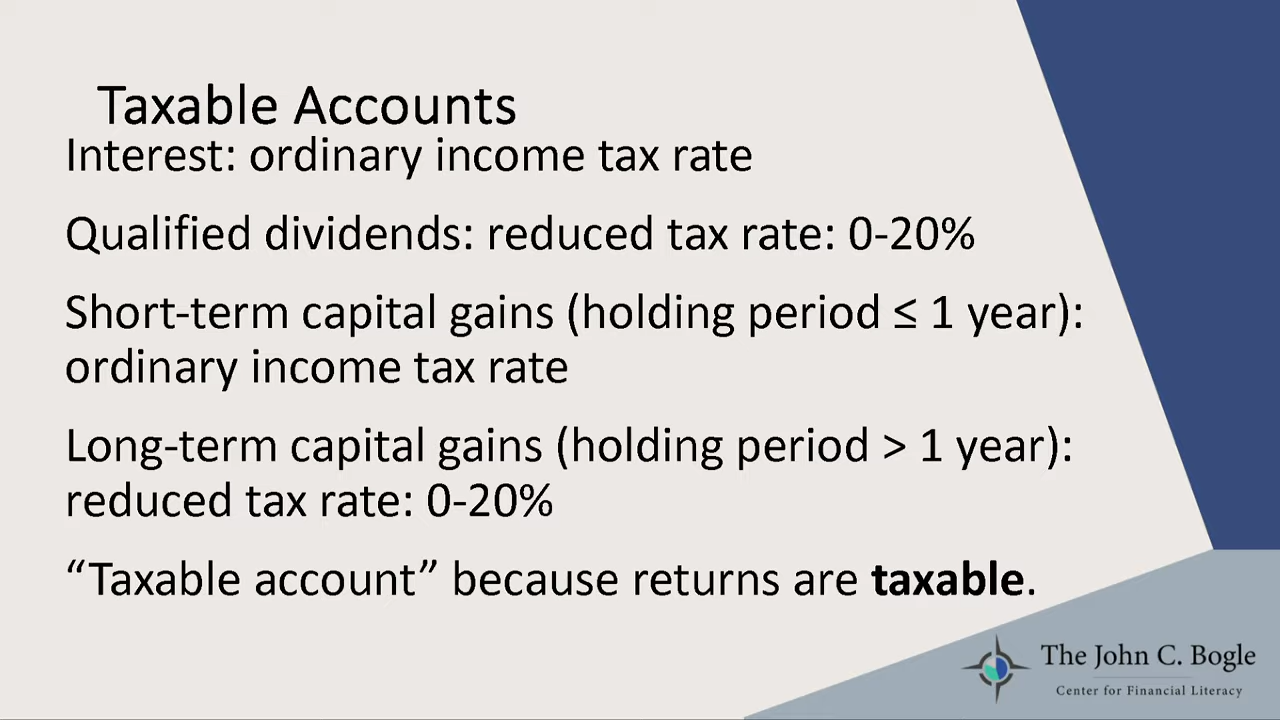 Taxable Accounts
Interest: ordinary income tax rate
Qualified dividends: reduced tax rate: 0-20%
Short-term capital gains (holding period ≤ 1 year):
ordinary income tax rate
Long-term capital gains (holding period > 1 year):
reduced tax rate: 0-20%
“Taxable account” because returns are taxable.
The John C. Bogle
Center for Financial Literacy